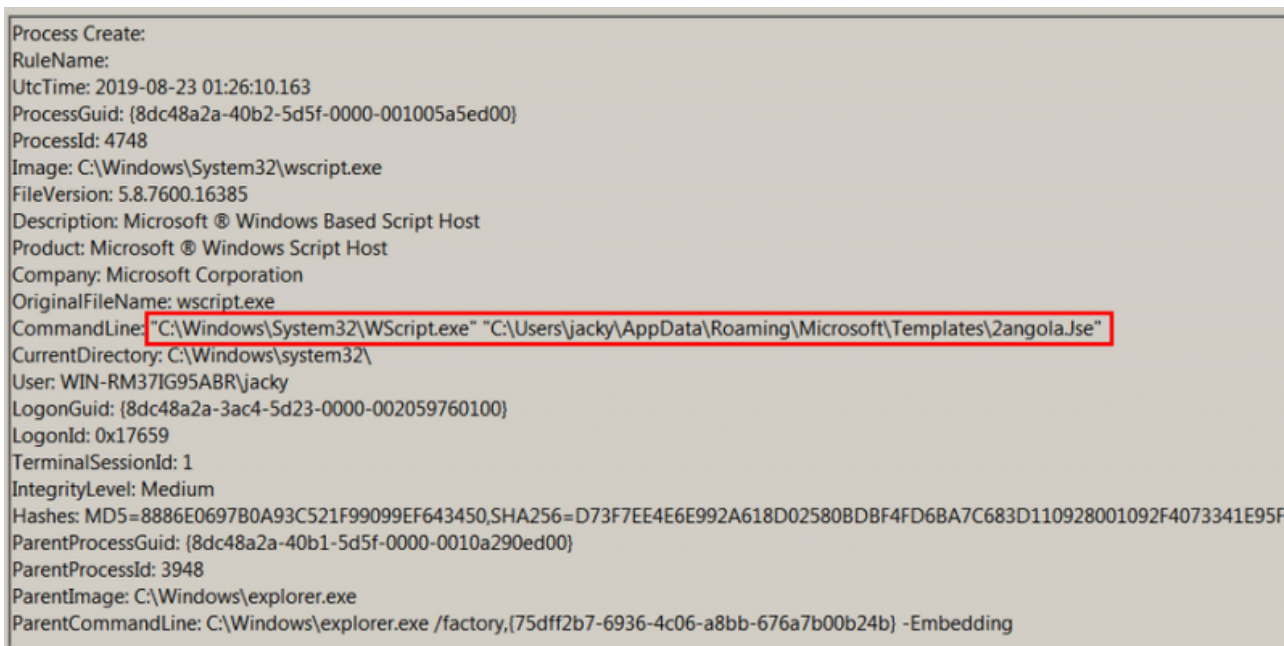 Process Create:
RuleName:
UtcTime: 2019-08-23 01:26:10.163
ProcessGuid: {8dc48a2a-40b2-5d5f-0000-001005a5ed00}
ProcessId: 4748
Image: C:\Windows\System32\wscript.exe
FileVersion: 5.8.7600.16385
Description: Microsoft ® Windows Based Script Host
Product: Microsoft ® Windows Script Host
Company: Microsoft Corporation
OriginalFileName: wscript.exe
CommandLine: "C:\Windows\System32\WScript.exe" "C:\Users\jacky\AppData\Roaming\Microsoft\Templates\2angola.Jse"
CurrentDirectory: C:\Windows\system32\
User: WIN-RM37IG95ABR\jacky
LogonGuid: {8dc48a2a-3ac4-5d23-0000-002059760100}
LogonId: 0x17659
TerminalSessionId: 1
IntegrityLevel: Medium
Hashes: MD5=8886E0697B0A93C521F99099EF643450,SHA256=D73F7EE4E6E992A618D02580BDBF4FD6BA7C683D110928001092F4073341E95F
ParentProcessGuid: {8dc48a2a-40b1-5d5f-0000-0010a290ed00}
ParentProcessId: 3948
ParentImage: C:\Windows\explorer.exe
ParentCommandLine: C:\Windows\explorer.exe /factory,{75dff2b7-6936-4c06-a8bb-676a7b00b24b} -Embedding